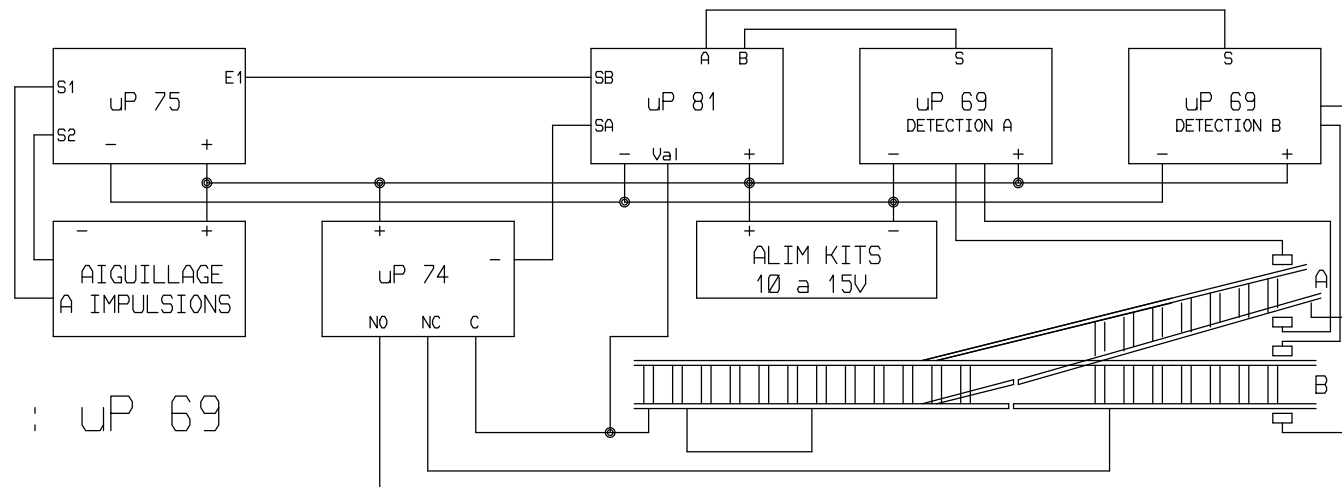 A B S S
E1 SB
S1
uP 75 uP 81 uP 69 uP 69
DETECTION A DETECTION B
S2 SA
- + - Val + - + - +
- + + + -
AIGUILLAGE
A IMPULSIONS
uP 74 -
ALIM KITS
10 a 15V
A
NO NC C
B
: uP 69